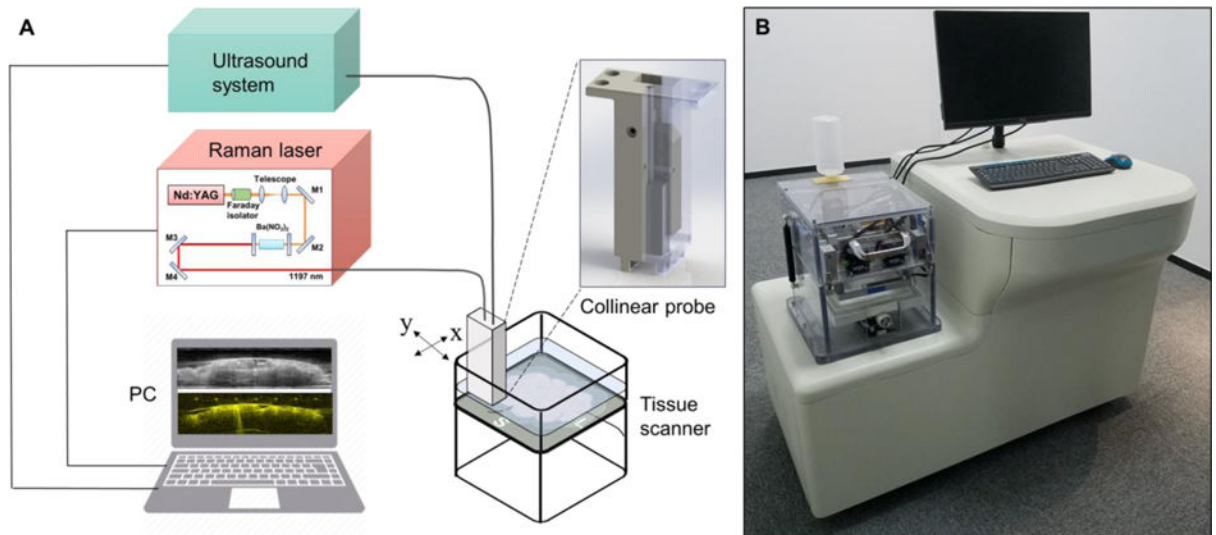 A
Ultrasound
system
Raman laser
Nd:YAG
Faraday
isolator
Telescope
M1
Ba(NO3)2
M2
M3
M4
1197 nm
PC
y
x
Collinear probe
S
L
Tissue
scanner
B